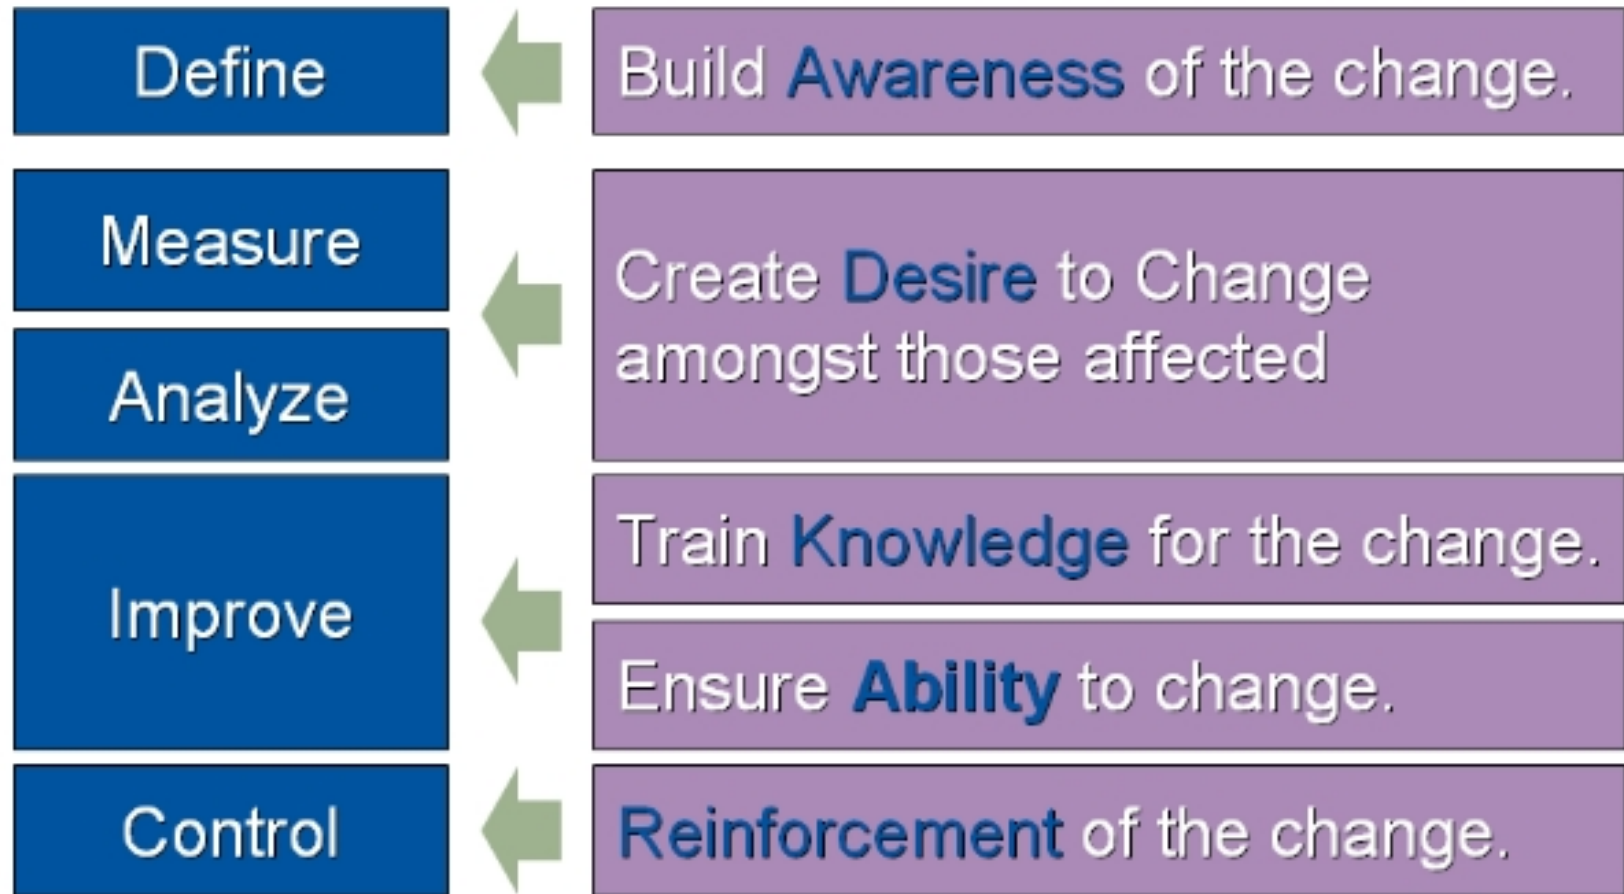 Define
Build Awareness of the change.
Measure
Analyze
Create Desire to Change
amongst those affected
Improve
Train Knowledge for the change.
Ensure Ability to change.
Control
Reinforcement of the change.